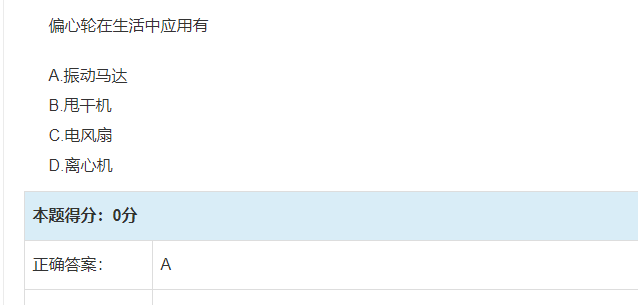 偏心轮在生活中应用有
A.振动马达
B.甩干机
C.电风扇
D.离心机
本题得分：0分
正确答案： A